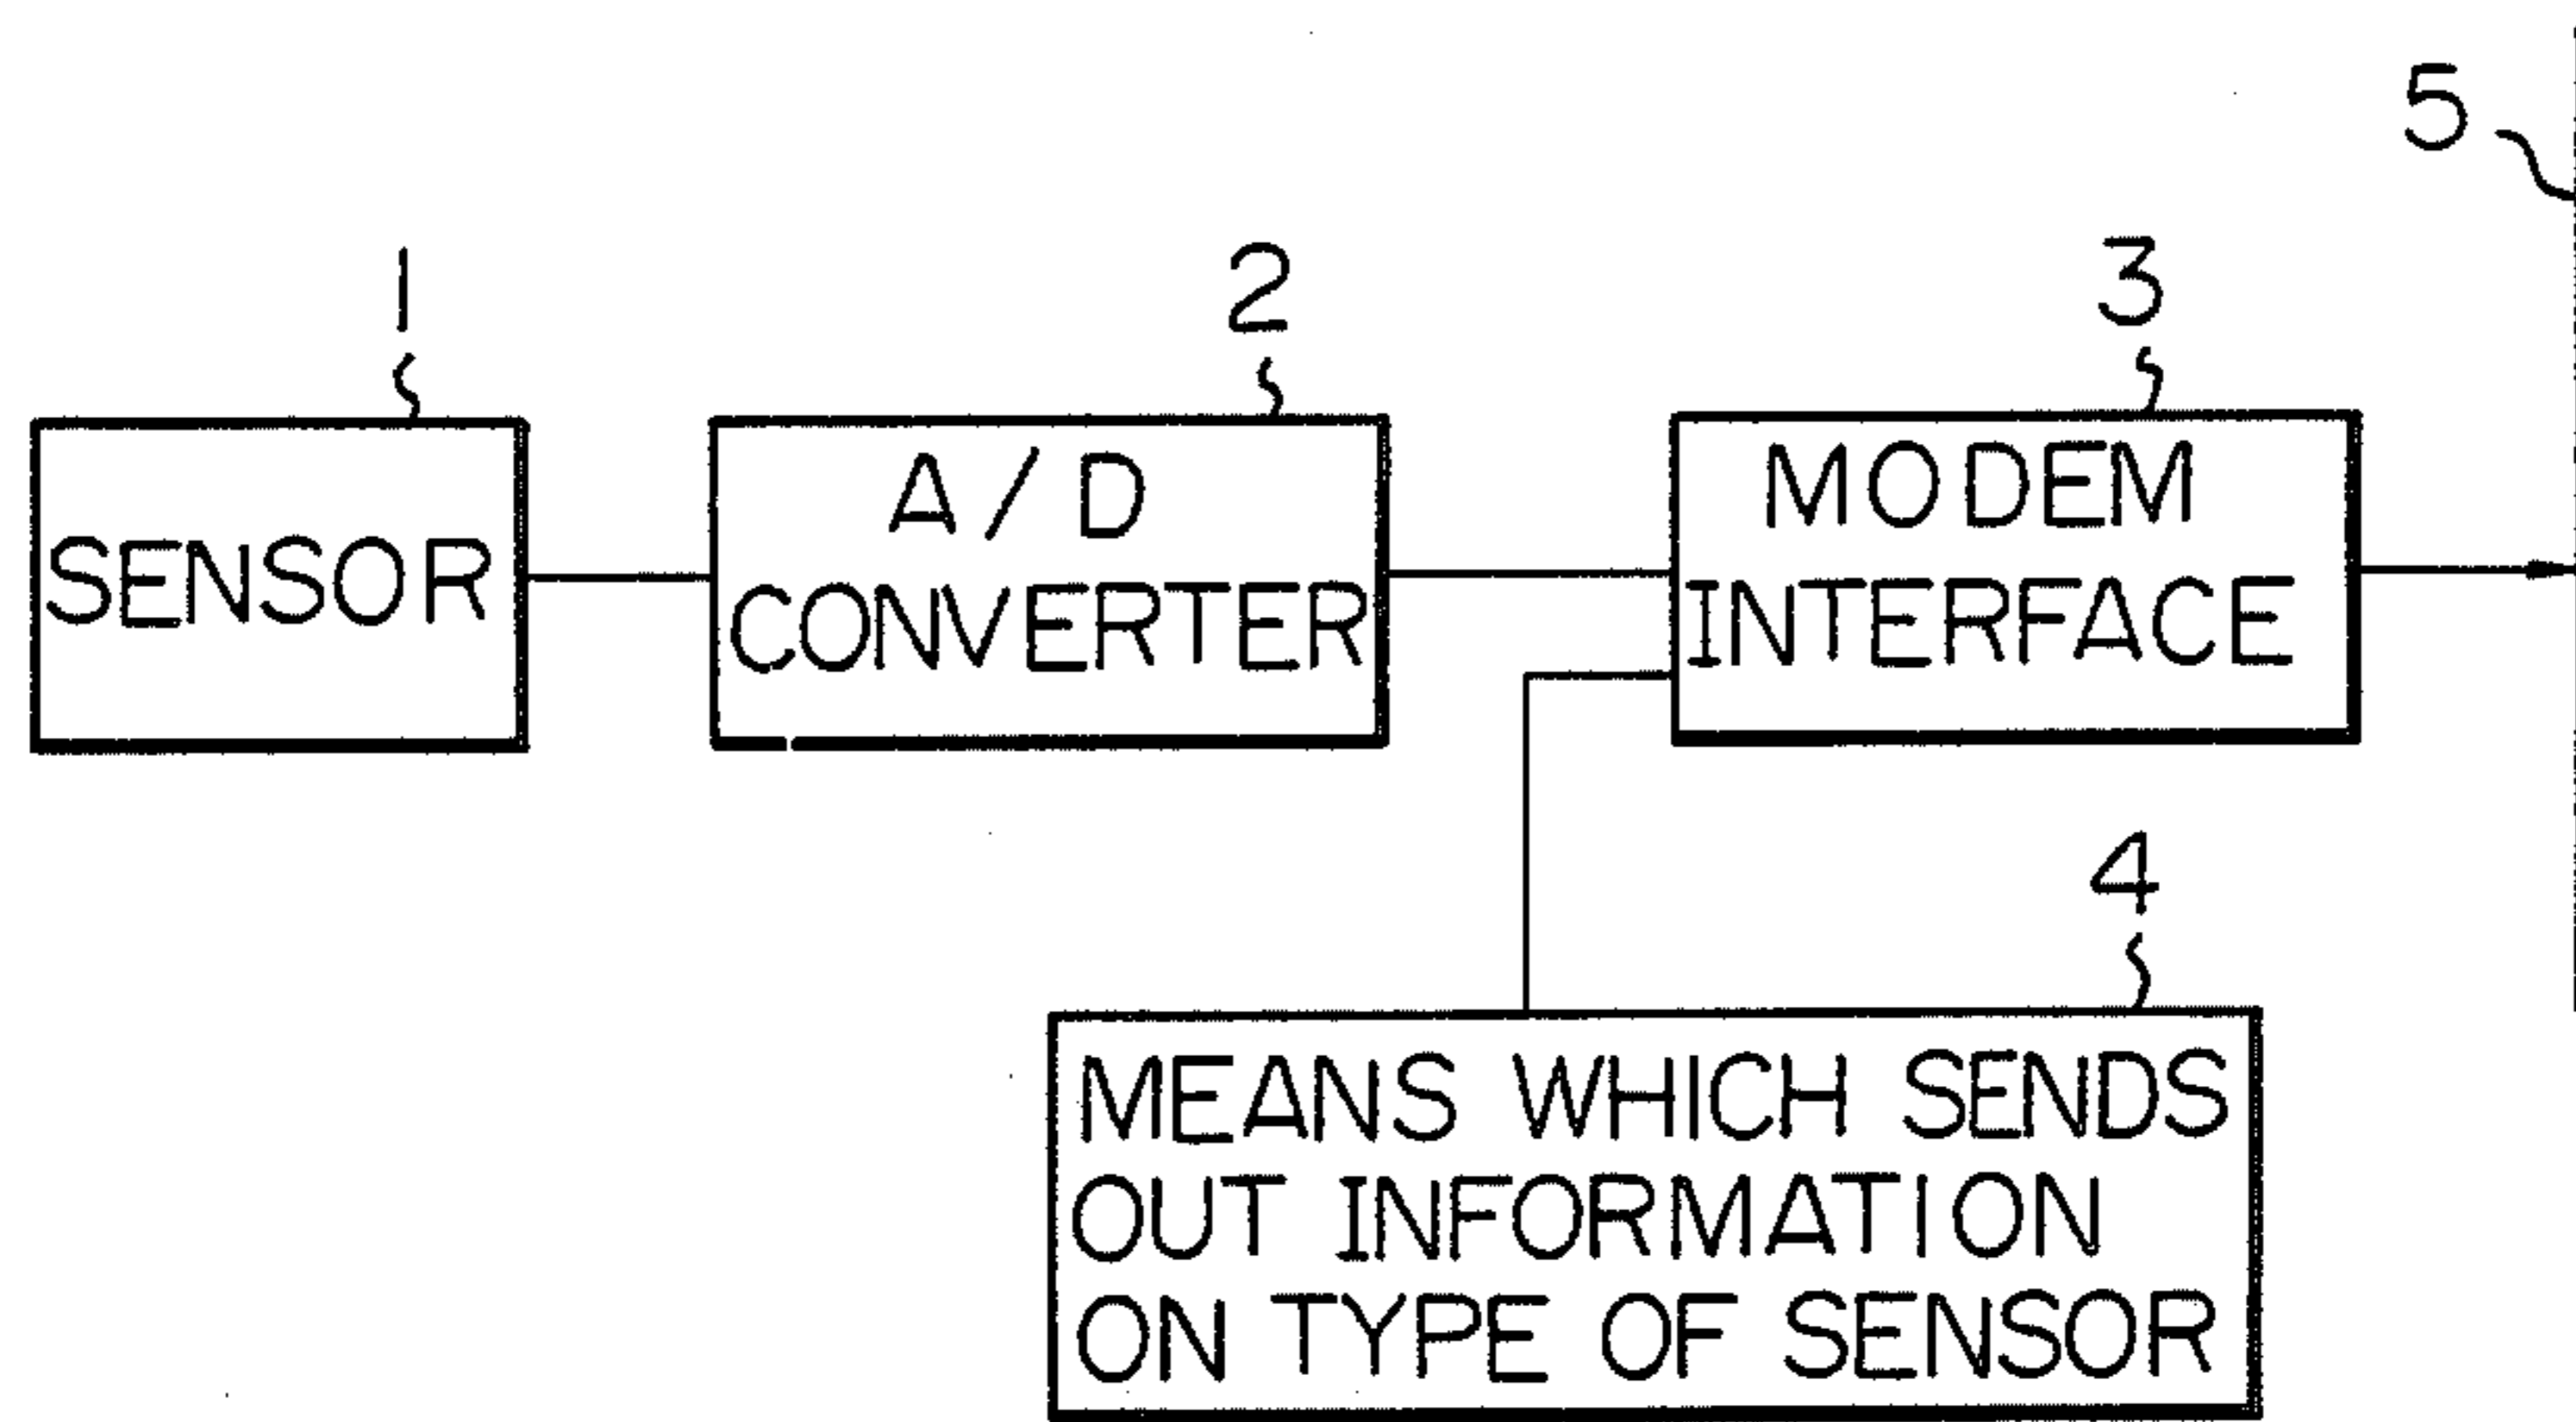 5
1
2
3
SENSOR
A/D
CONVERTER
MODEM
INTERFACE
4
MEANS WHICH SENDS
OUT INFORMATION
ON TYPE OF SENSOR